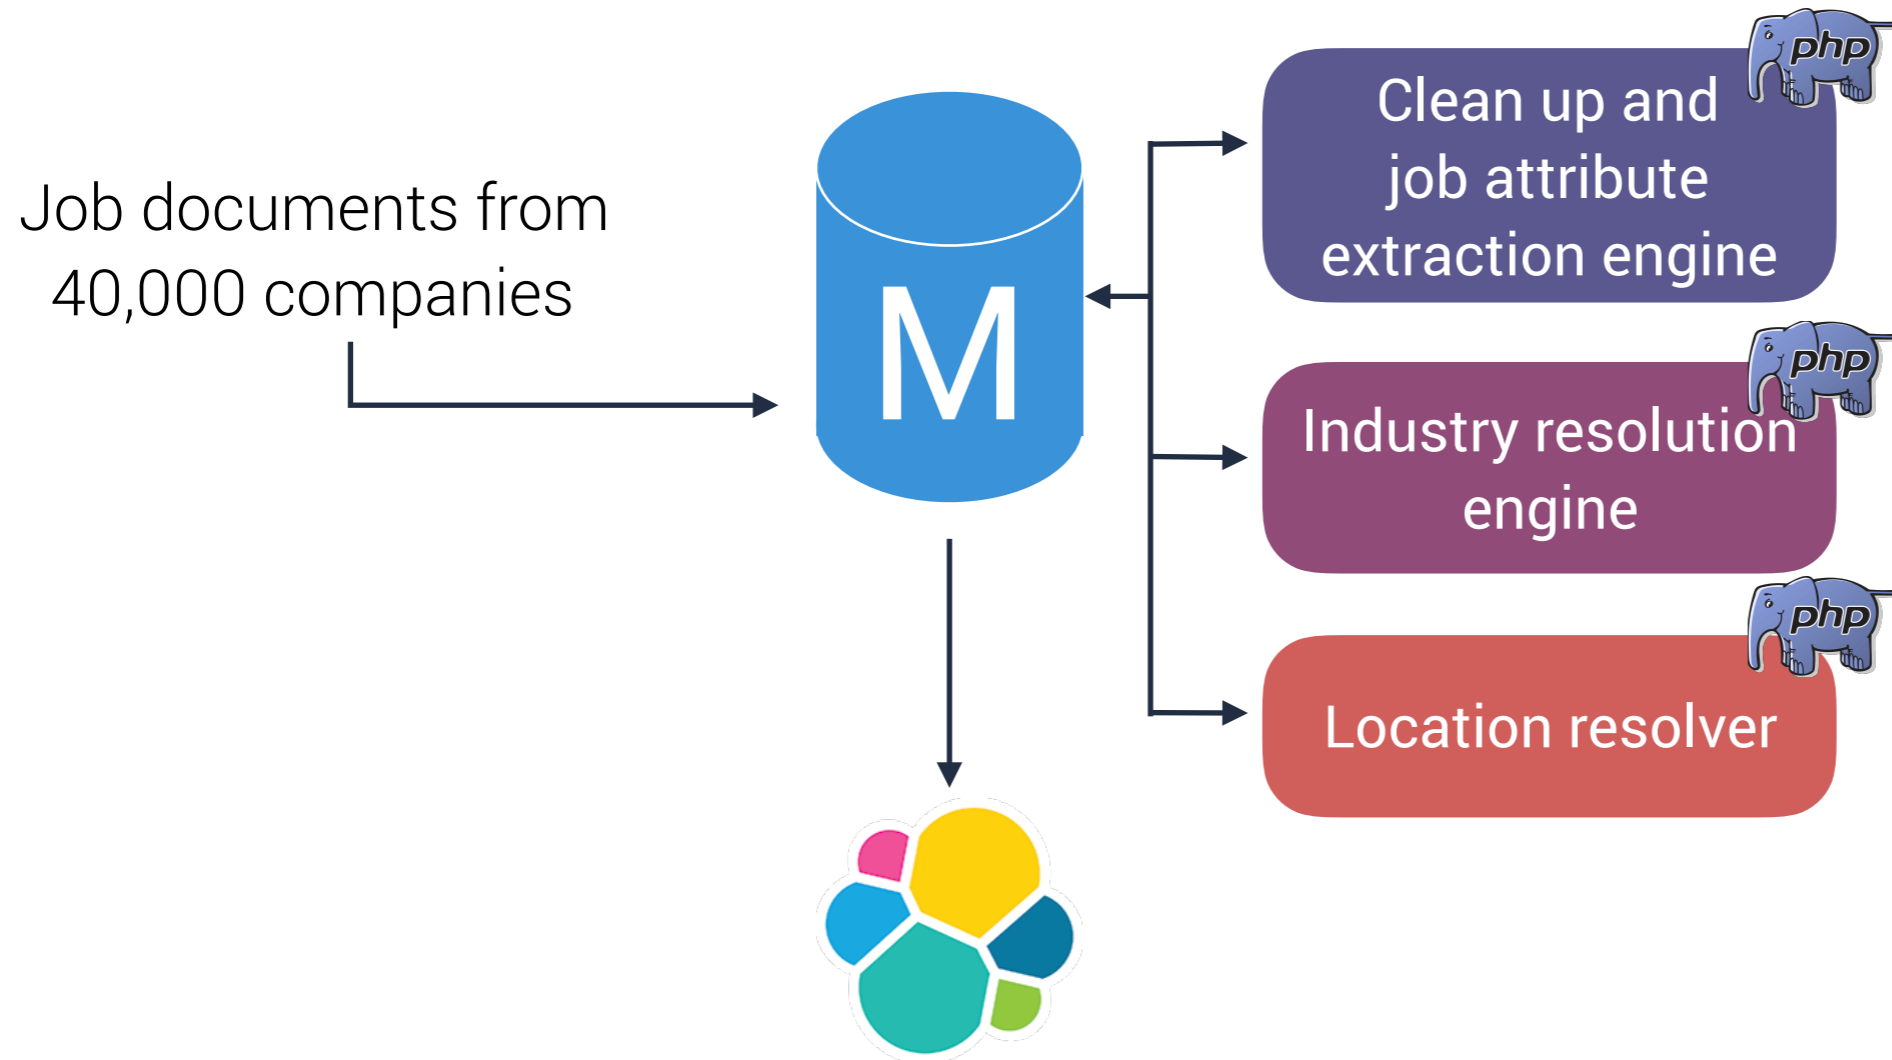 Job documents from
40,000 companies
M
php
Clean up and
job attribute
extraction engine
php
Industry resolution
engine
php
Location resolver